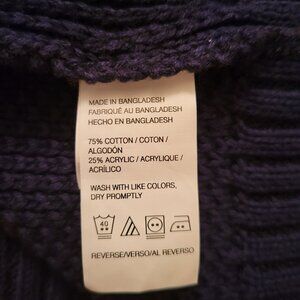 MADE IN BANGLADESH
FABRIQUÉ AU BANGLADESH
HECHO EN BANGLADESH
75% COTTON / COTON /
ALGODÓN
25% ACRYLIC / ACRYLIQUE /
ACRÍLICO
WASH WITH LIKE COLORS,
DRY PROMPTLY
40
REVERSE/VERSO/AL REVERSO